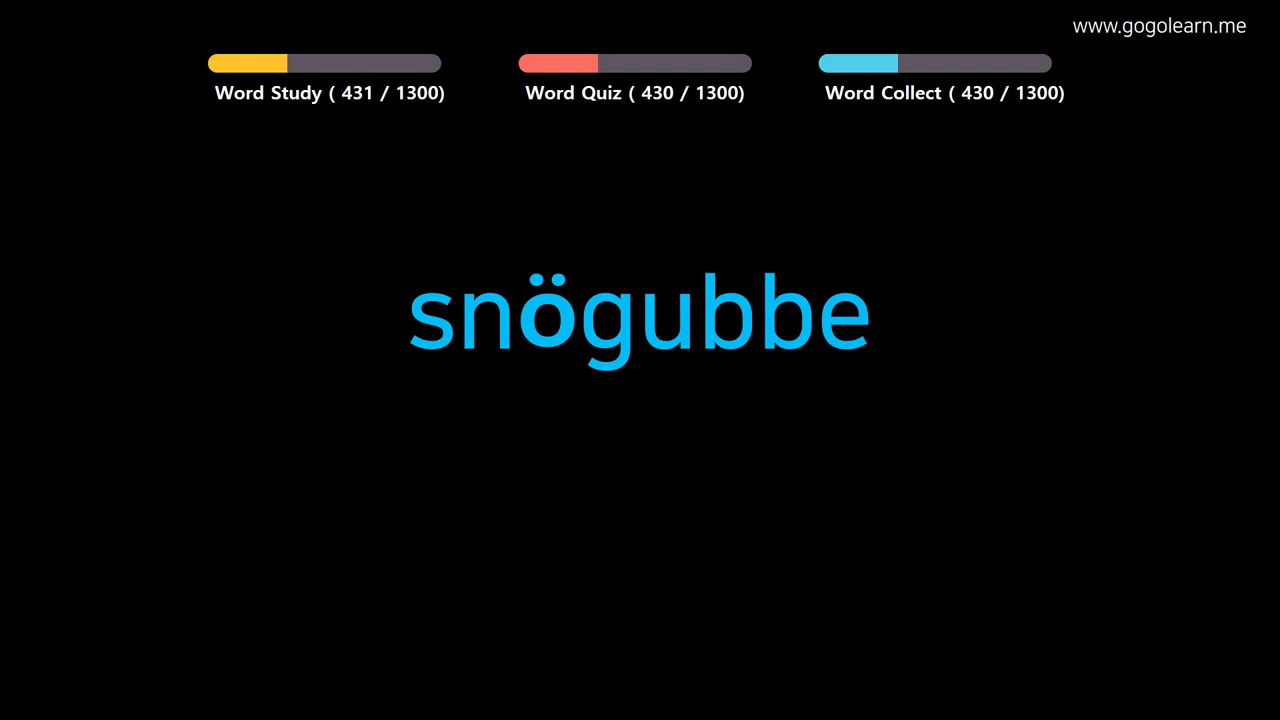 www.gogolearn.me
Word Study ( 431 / 1300)
Word Quiz ( 430 / 1300)
Word Collect ( 430 / 1300)
snögubbe